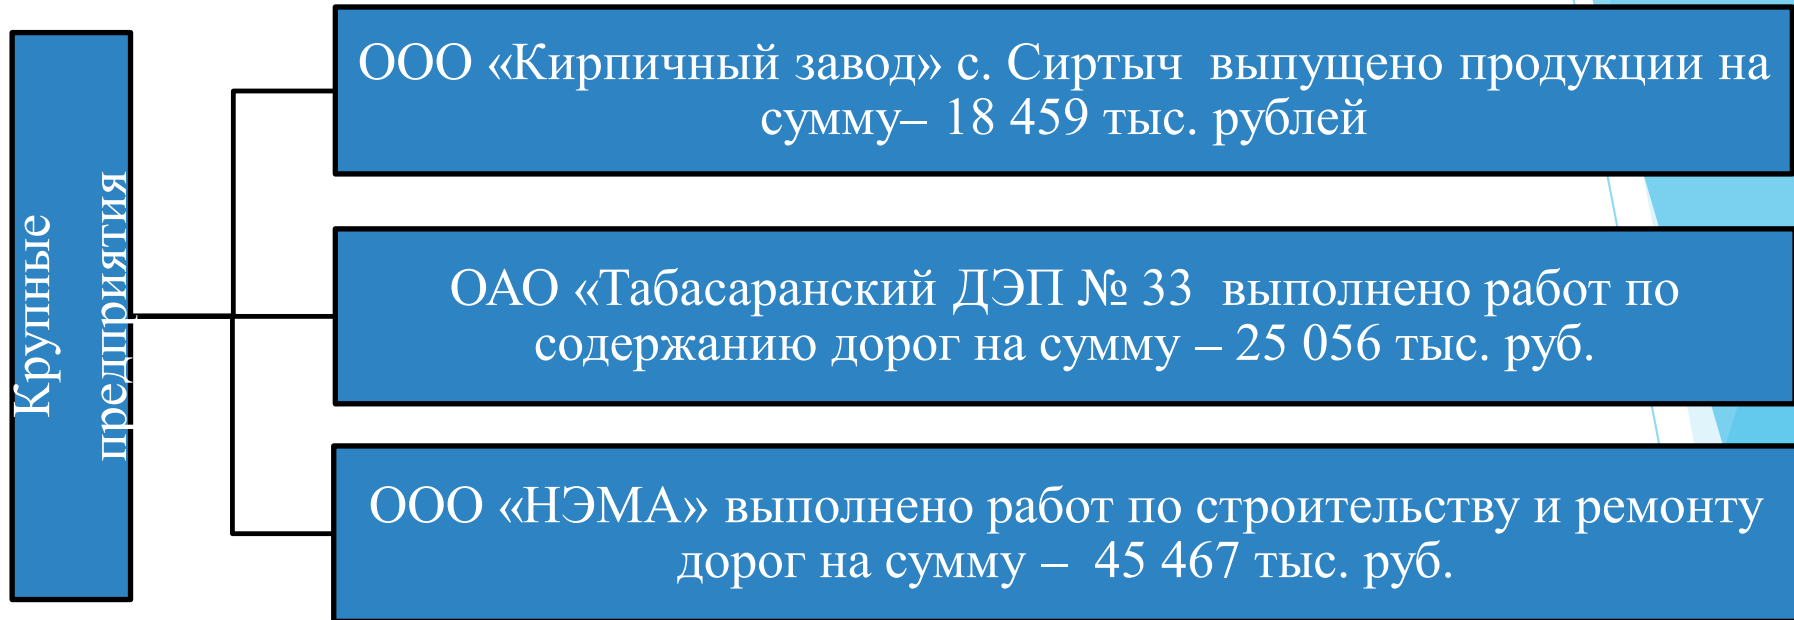 Крупные
предприятия
ООО «Кирпичный завод» с. Сиртыч  выпущено продукции на
сумму– 18 459 тыс. рублей
ОАО «Табасаранский ДЭП № 33  выполнено работ по
содержанию дорог на сумму – 25 056 тыс. руб.
ООО «НЭМА» выполнено работ по строительству и ремонту
дорог на сумму –  45 467 тыс. руб.